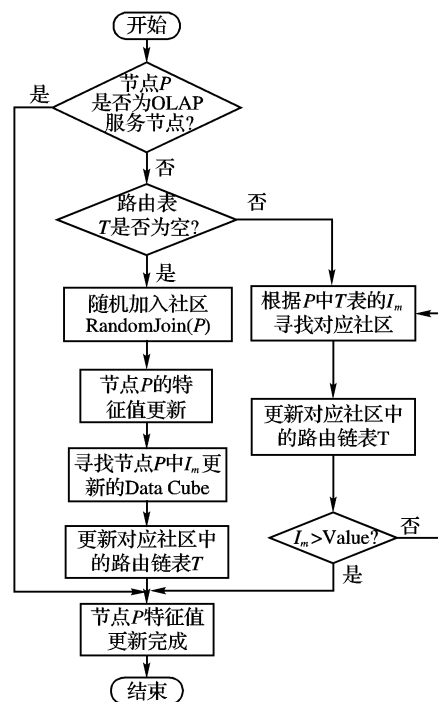 开始
节点P
是否为OLAP
服务节点?
是
否
路由表
T是否为空?
否
是
随机加入社区
RandomJoin(P)
根据P中T表的Im
寻找对应社区
节点P的特
征值更新
更新对应社区中
的路由链表T
寻找节点P中Im更
新的Data Cube
更新对应社区中
的路由链表T
Im>Value?
否
是
节点P特征值
更新完成
结束